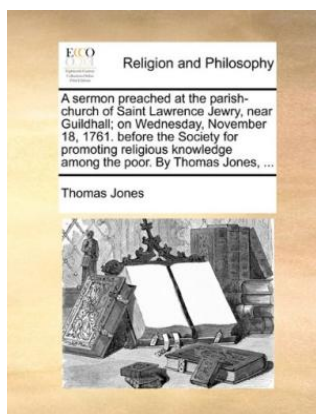 ECCO
Religion and Philosophy
A sermon preached at the parish-
church of Saint Lawrence Jewry, near
Guildhall; on Wednesday, November
18, 1761. before the Society for
promoting religious knowledge
among the poor. By Thomas Jones, ...
Thomas Jones